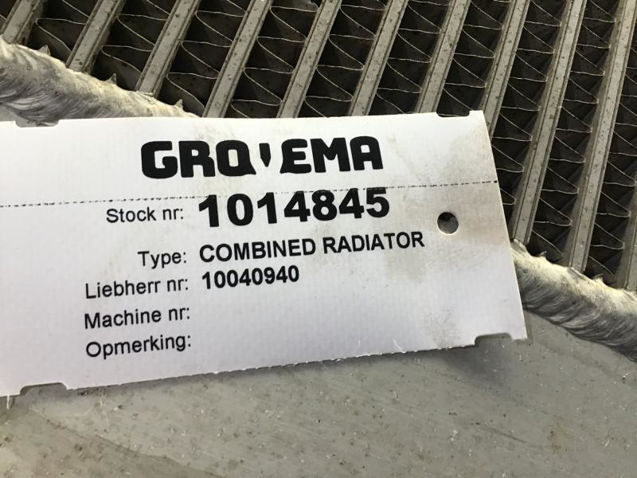 GROVEMA
Stock nr: 1014845
Type: COMBINED RADIATOR
Liebherr nr: 10040940
Machine nr:
Opmerking: